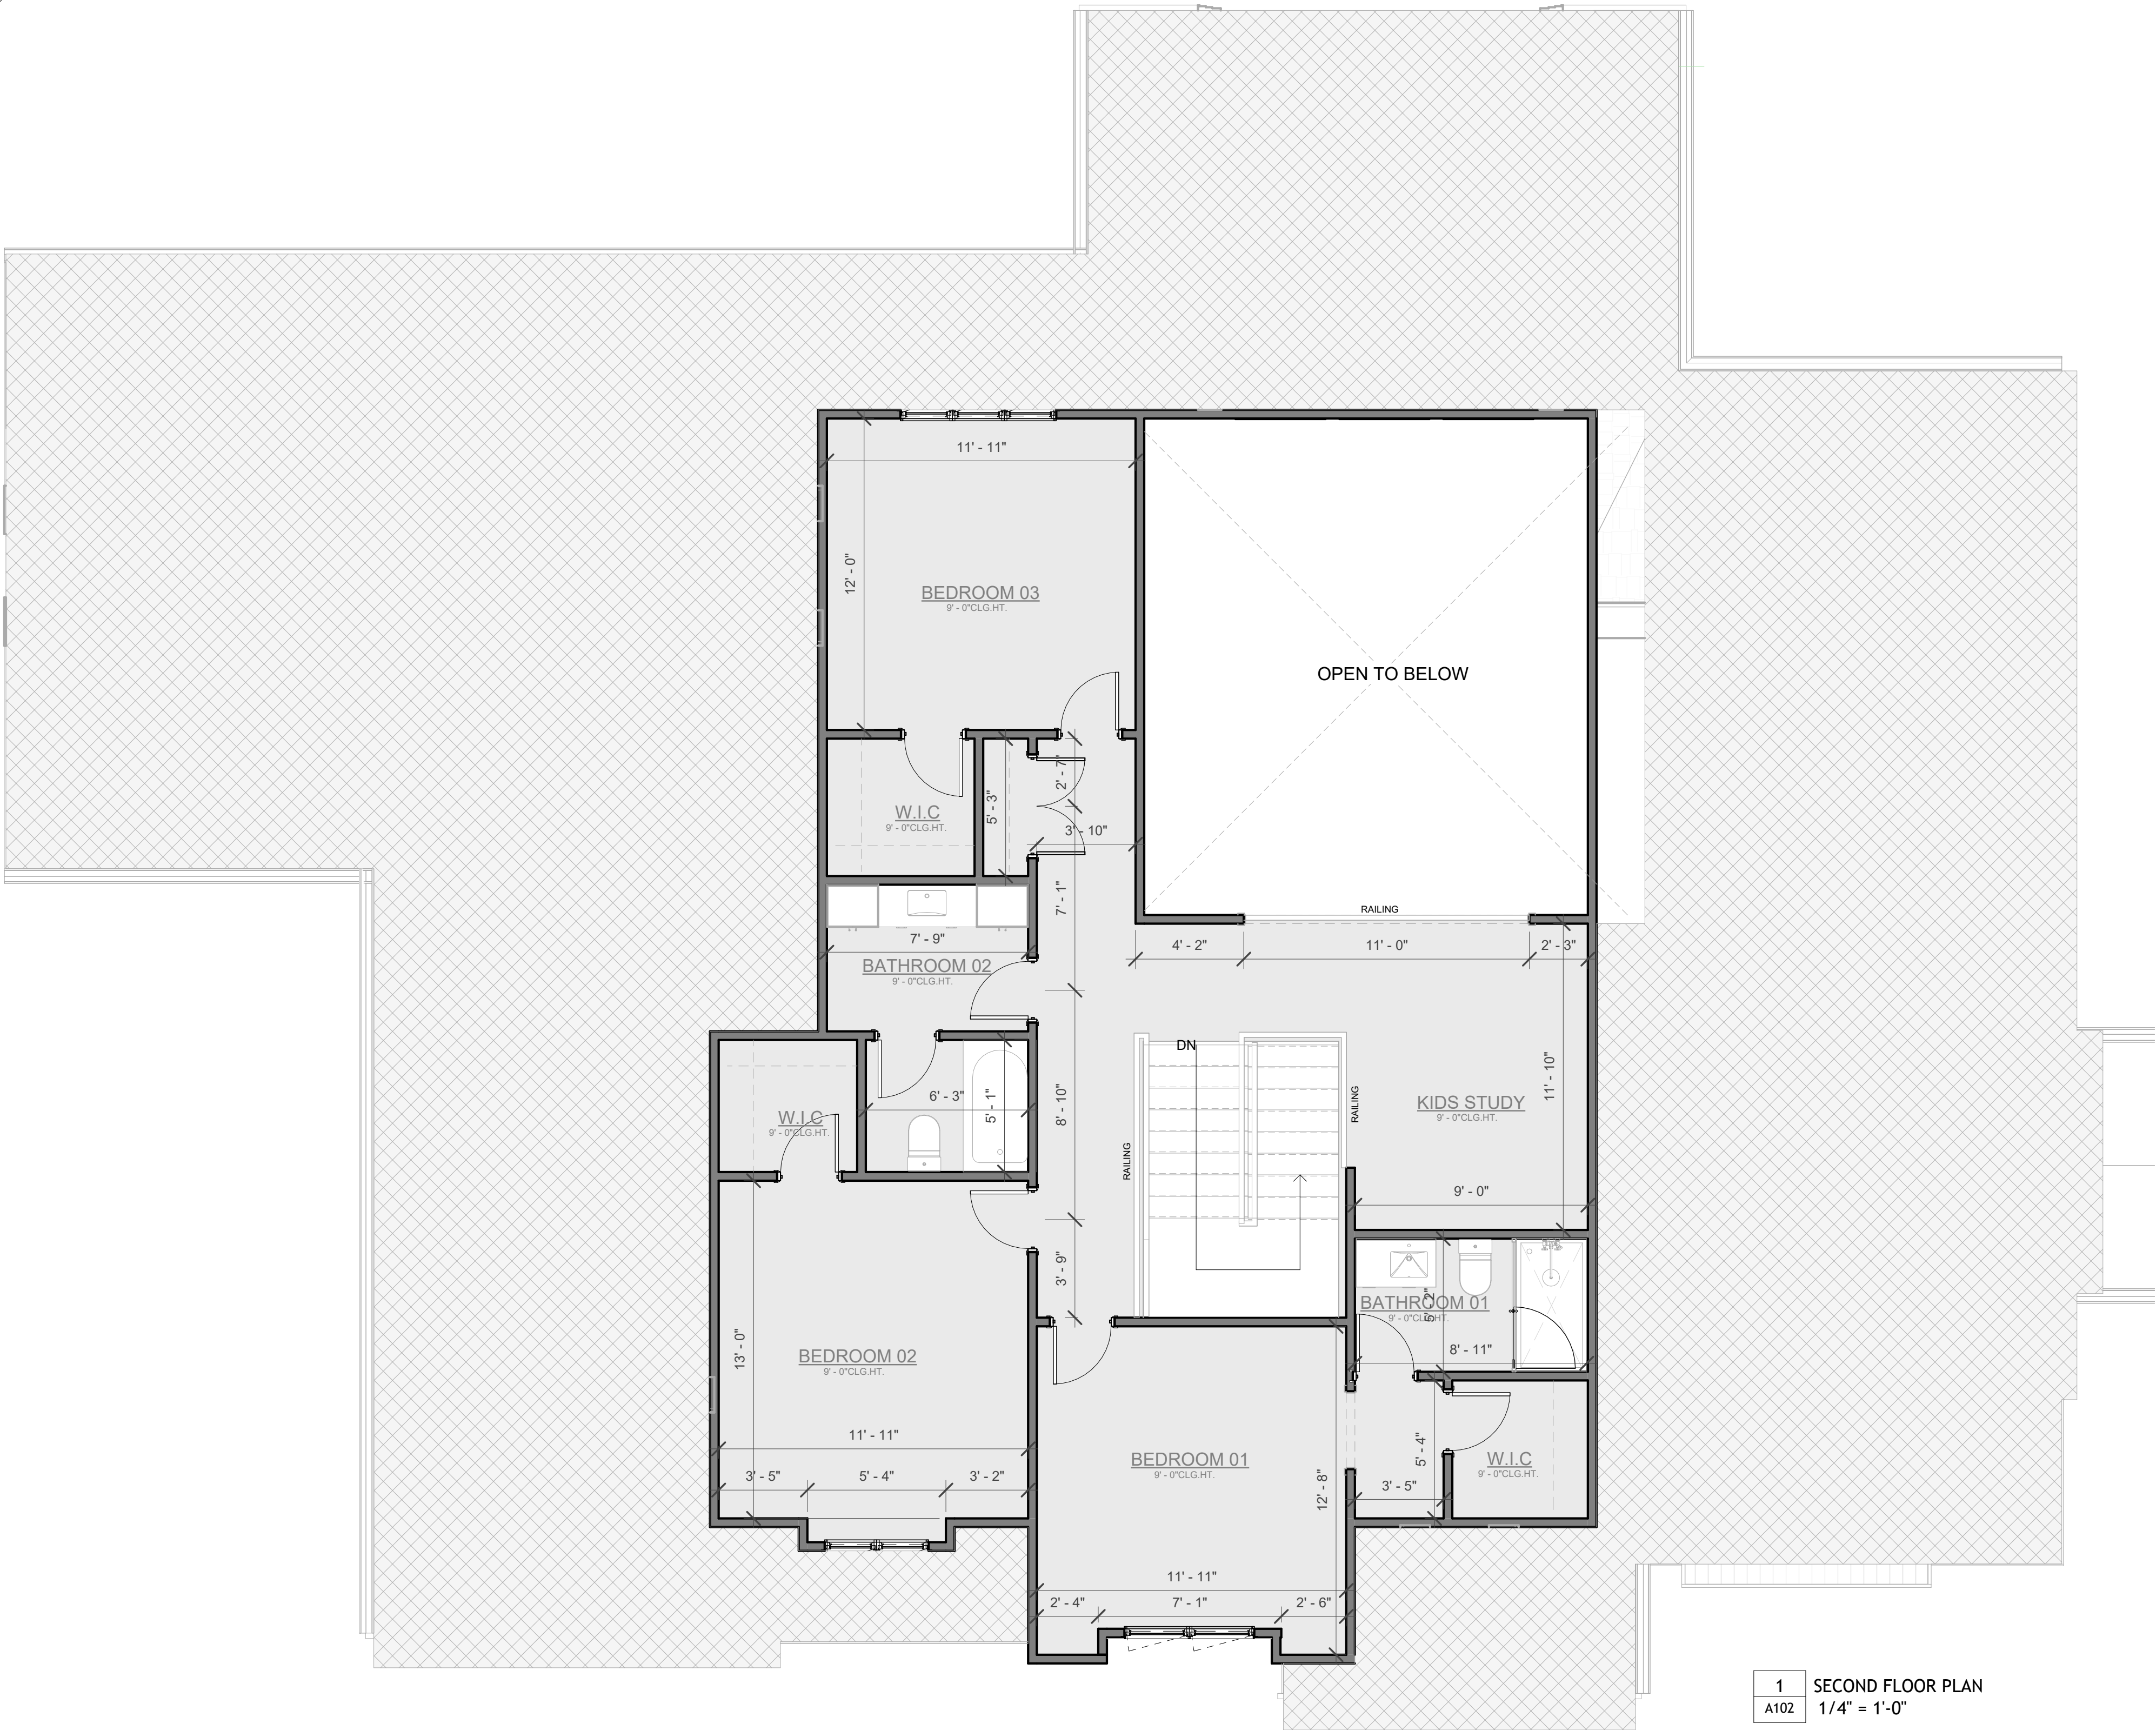 11' - 11"
12' - 0"
BEDROOM 03
9' - 0"CLG.HT.
OPEN TO BELOW
2' - 7"
5' - 3"
W.I.C
9' - 0"CLG.HT.
3' - 10"
7' - 1"
RAILING
7' - 9"
4' - 2"
11' - 0"
2' - 3"
BATHROOM 02
9' - 0"CLG.HT.
DN
11' - 10"
6' - 3"
5' - 1"
8' - 10"
RAILING
KIDS STUDY
9' - 0"CLG.HT.
W.I.C
9' - 0"CLG.HT.
RAILING
9' - 0"
3' - 9"
BATHROOM 01
9' - 0"CLG.HT.
5' - 2"
13' - 0"
BEDROOM 02
9' - 0"CLG.HT.
8' - 11"
11' - 11"
5' - 4"
BEDROOM 01
9' - 0"CLG.HT.
W.I.C
9' - 0"CLG.HT.
3' - 5"
5' - 4"
3' - 2"
12' - 8"
3' - 5"
11' - 11"
2' - 4"
7' - 1"
2' - 6"
1 SECOND FLOOR PLAN
A102 1/4" = 1'-0"